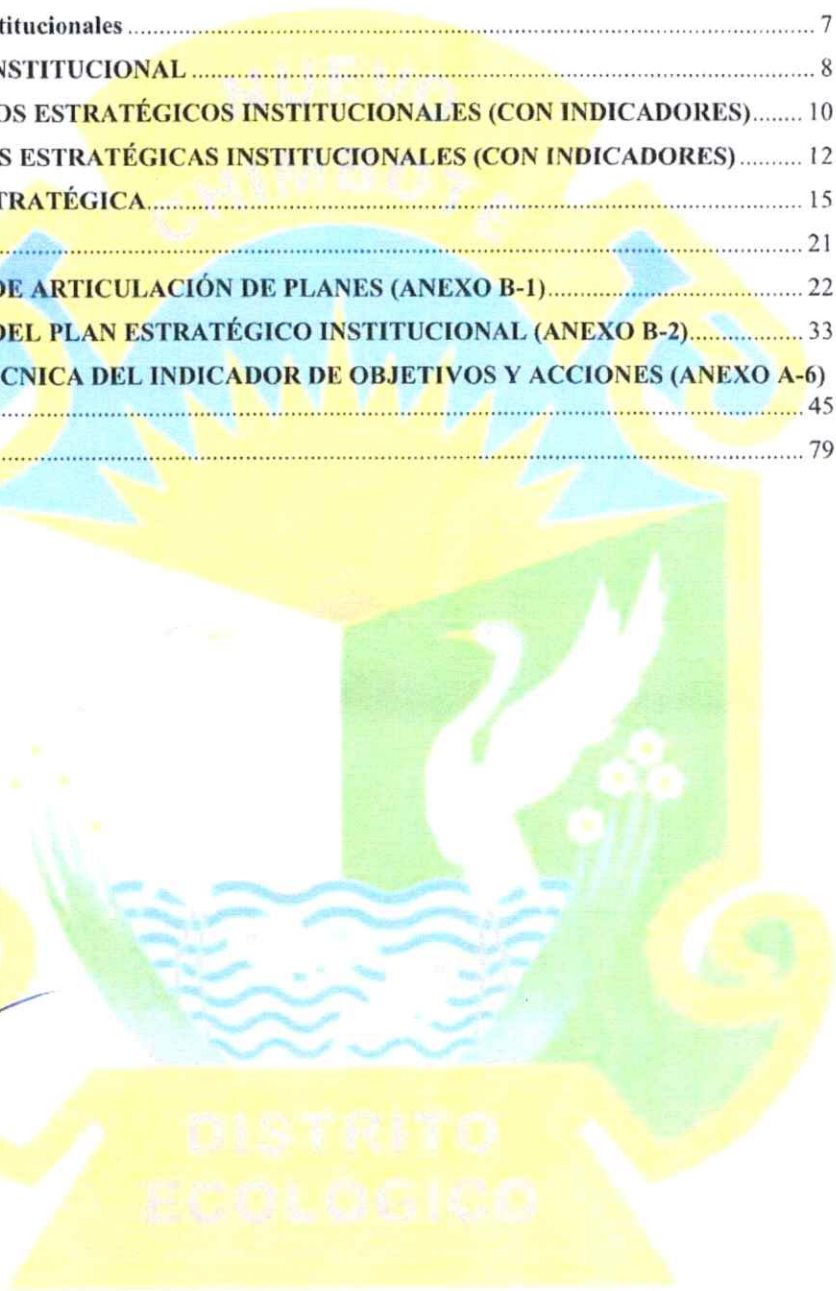 titucionales ........ 7
NSTITUCIONAL ........ 8
OS ESTRATÉGICOS INSTITUCIONALES (CON INDICADORES) ........ 10
S ESTRATÉGICAS INSTITUCIONALES (CON INDICADORES) ........ 12
TRATÉGICA ........ 15
........ 21
DE ARTICULACIÓN DE PLANES (ANEXO B-1) ........ 22
DEL PLAN ESTRATÉGICO INSTITUCIONAL (ANEXO B-2) ........ 33
CNICA DEL INDICADOR DE OBJETIVOS Y ACCIONES (ANEXO A-6)
........ 45
........ 79
NUEVO
CHIMBOTE
DISTRITO
ECOLÓGICO